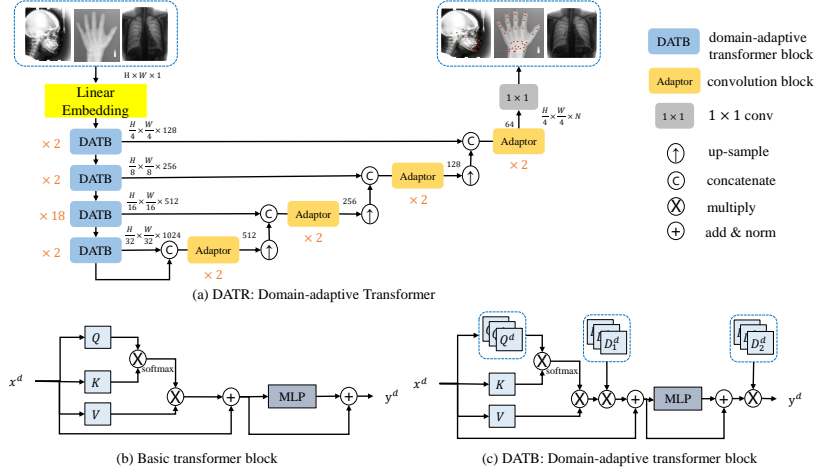 H × W × 1
Linear
Embedding
× 2
DATB
H/4 × W/4 × 128
× 2
DATB
H/8 × W/8 × 256
× 18
DATB
H/16 × W/16 × 512
× 2
DATB
H/32 × W/32 × 1024
C
Adaptor
× 2
512
C
Adaptor
× 2
256
C
Adaptor
× 2
128
C
Adaptor
× 2
64
1 × 1
H/4 × W/4 × N
DATB
domain-adaptive
transformer block
Adaptor
convolution block
1×1
1 × 1 conv
up-sample
C
concatenate
multiply
add & norm
(a) DATR: Domain-adaptive Transformer
x^d
Q
K
V
softmax
MLP
y^d
(b) Basic transformer block
x^d
Q^d
K
V
softmax
D_1^d
MLP
D_2^d
y^d
(c) DATB: Domain-adaptive transformer block